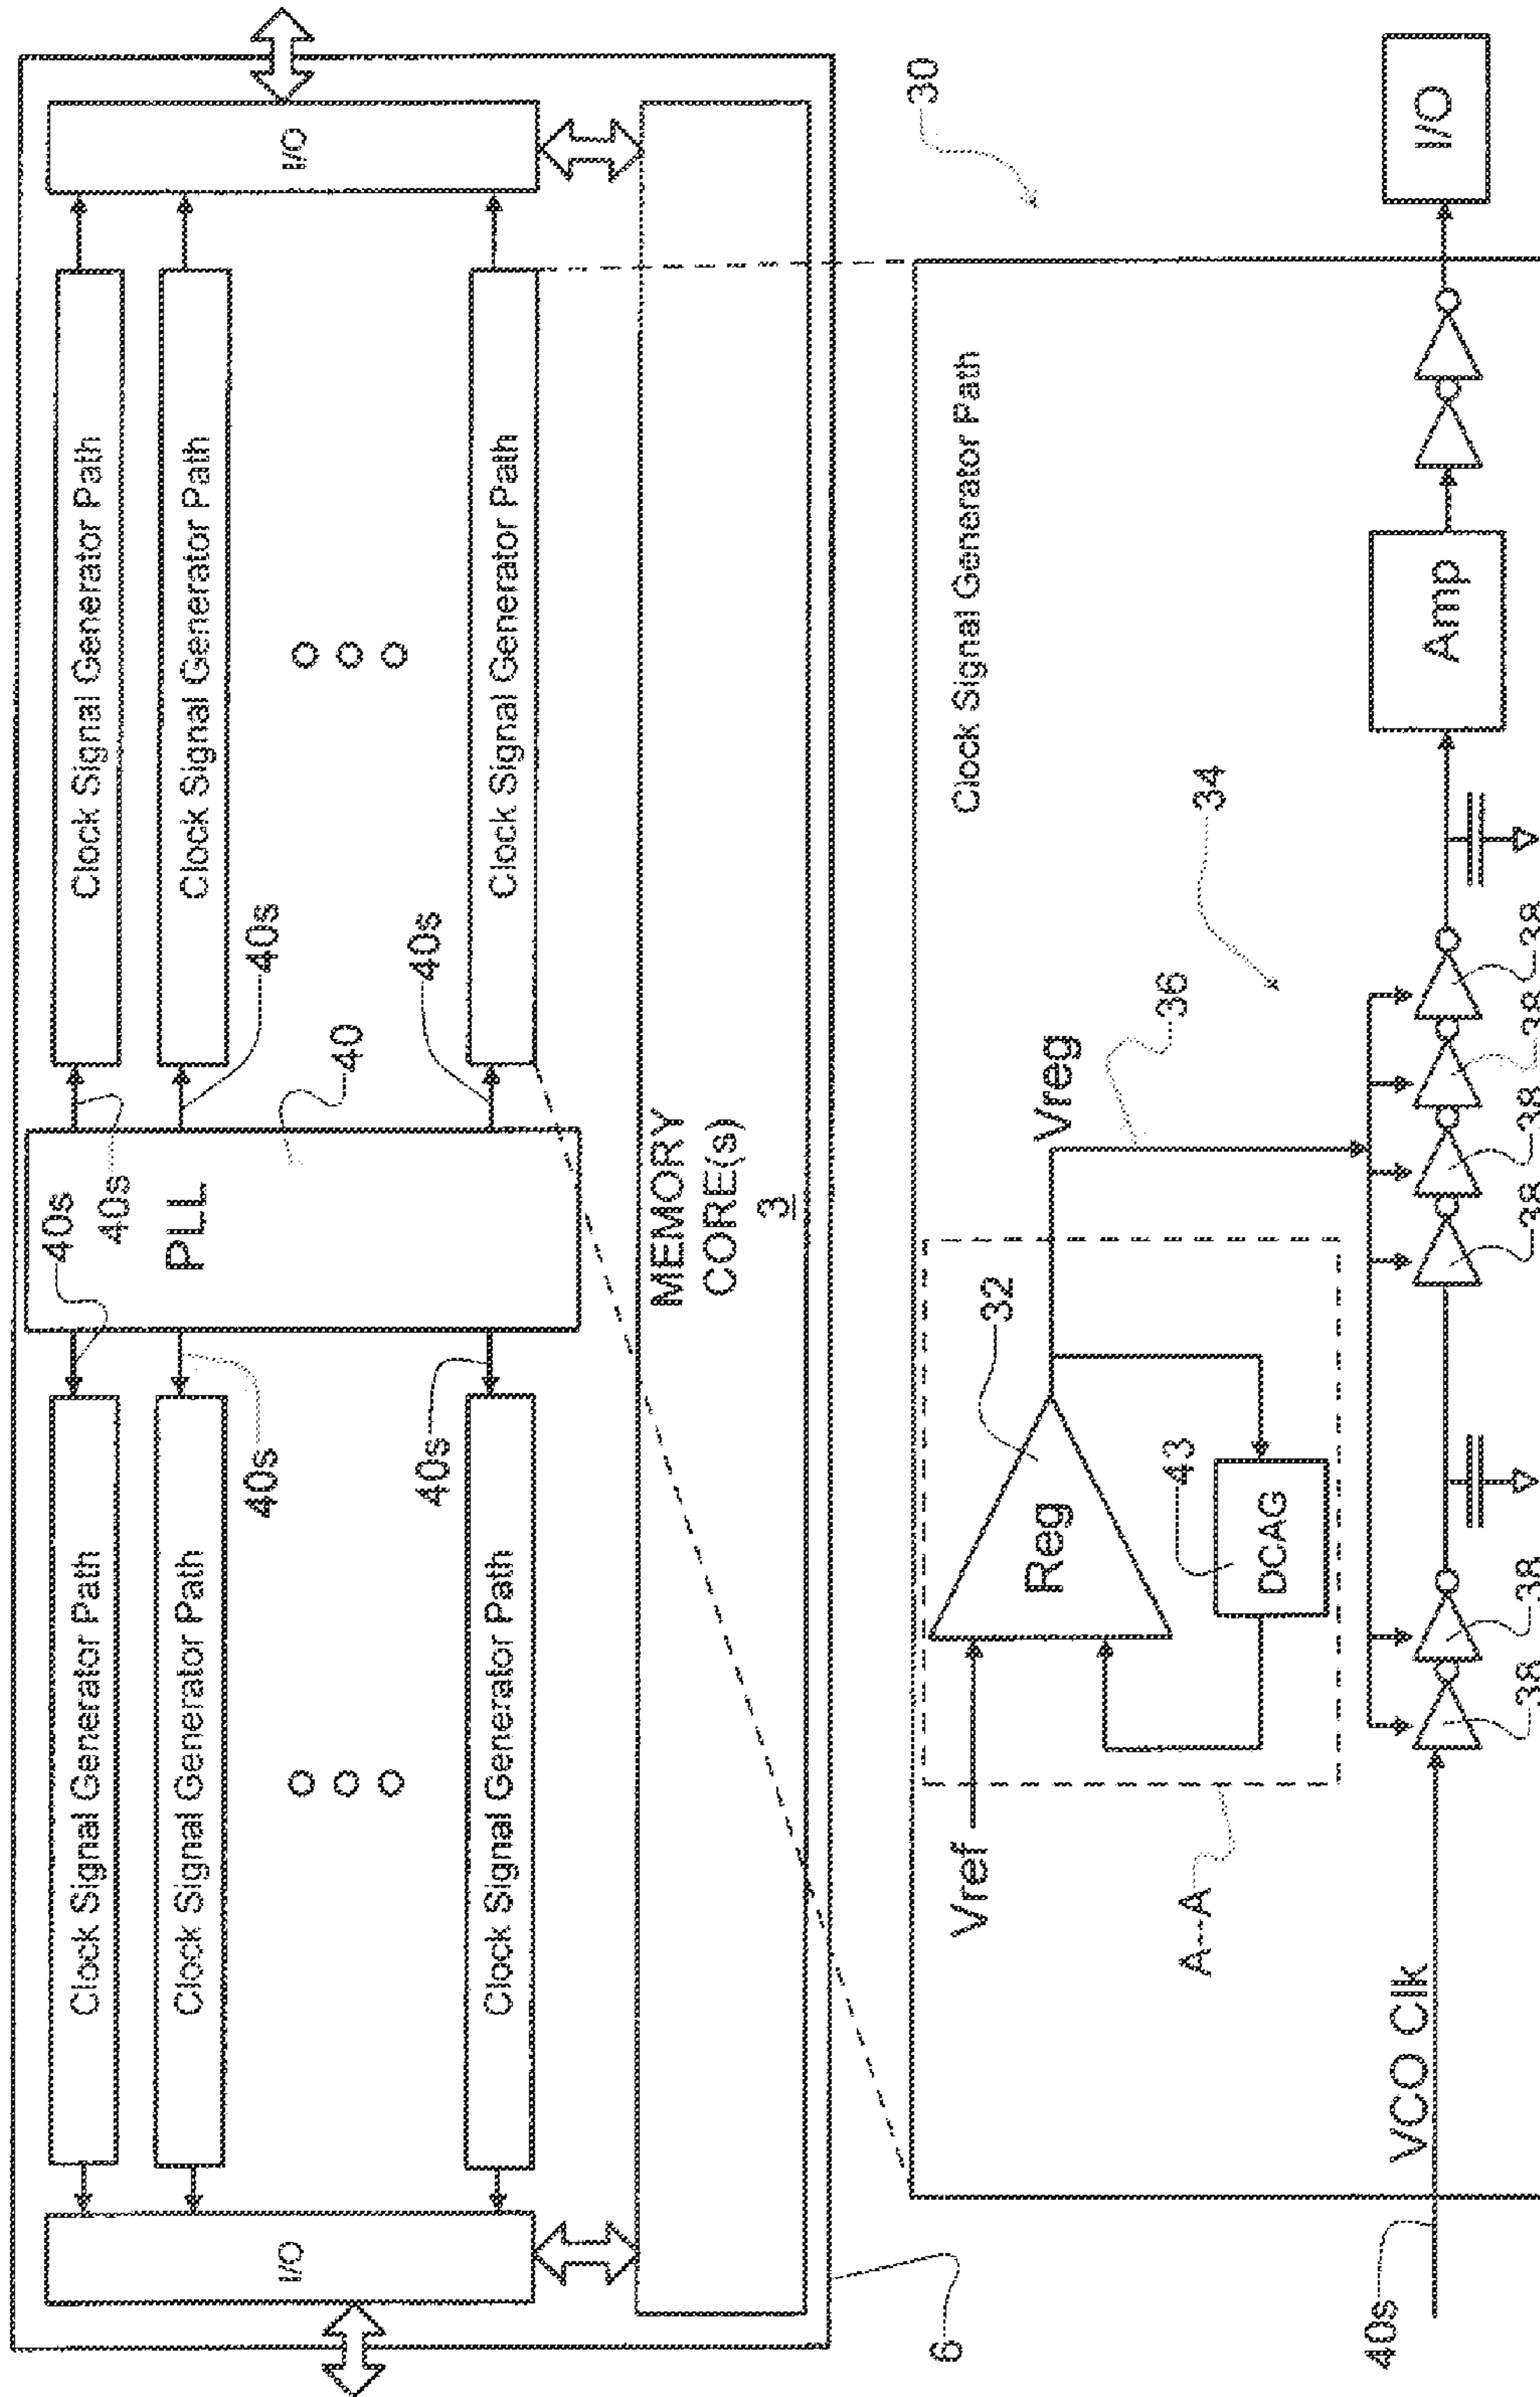 40s
Clock Signal Generator Path
Clock Signal Generator Path
40s
Clock Signal Generator Path
PLL
Clock Signal Generator Path
40s
40s
I/O
I/O
40
40s
40s
Clock Signal Generator Path
Clock Signal Generator Path
MEMORY
CORE(s)
3
6
30
Vref
Clock Signal Generator Path
32
Reg
Vreg
36
43
A--A
34
DCAG
40s
VCO Clk
Amp
I/O
38
38
38
38
38
38